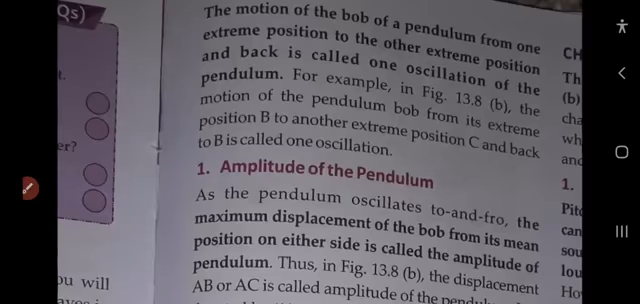 Qs)
er?
ou will
The motion of the bob of a pendulum from one
extreme position to the other extreme position
and back is called one oscillation of the
pendulum. For example, in Fig. 13.8 (b), the
motion of the pendulum bob from its extreme
position B to another extreme position C and back
to B is called one oscillation.
1. Amplitude of the Pendulum
As the pendulum oscillates to-and-fro, the
maximum displacement of the bob from its mean
position on either side is called the amplitude of
pendulum. Thus, in Fig. 13.8 (b), the displacement
AB or AC is called amplitude of the
CH
Th
(b)
cha
wh
and
1.
Pitc
can
sou
lou
Ho